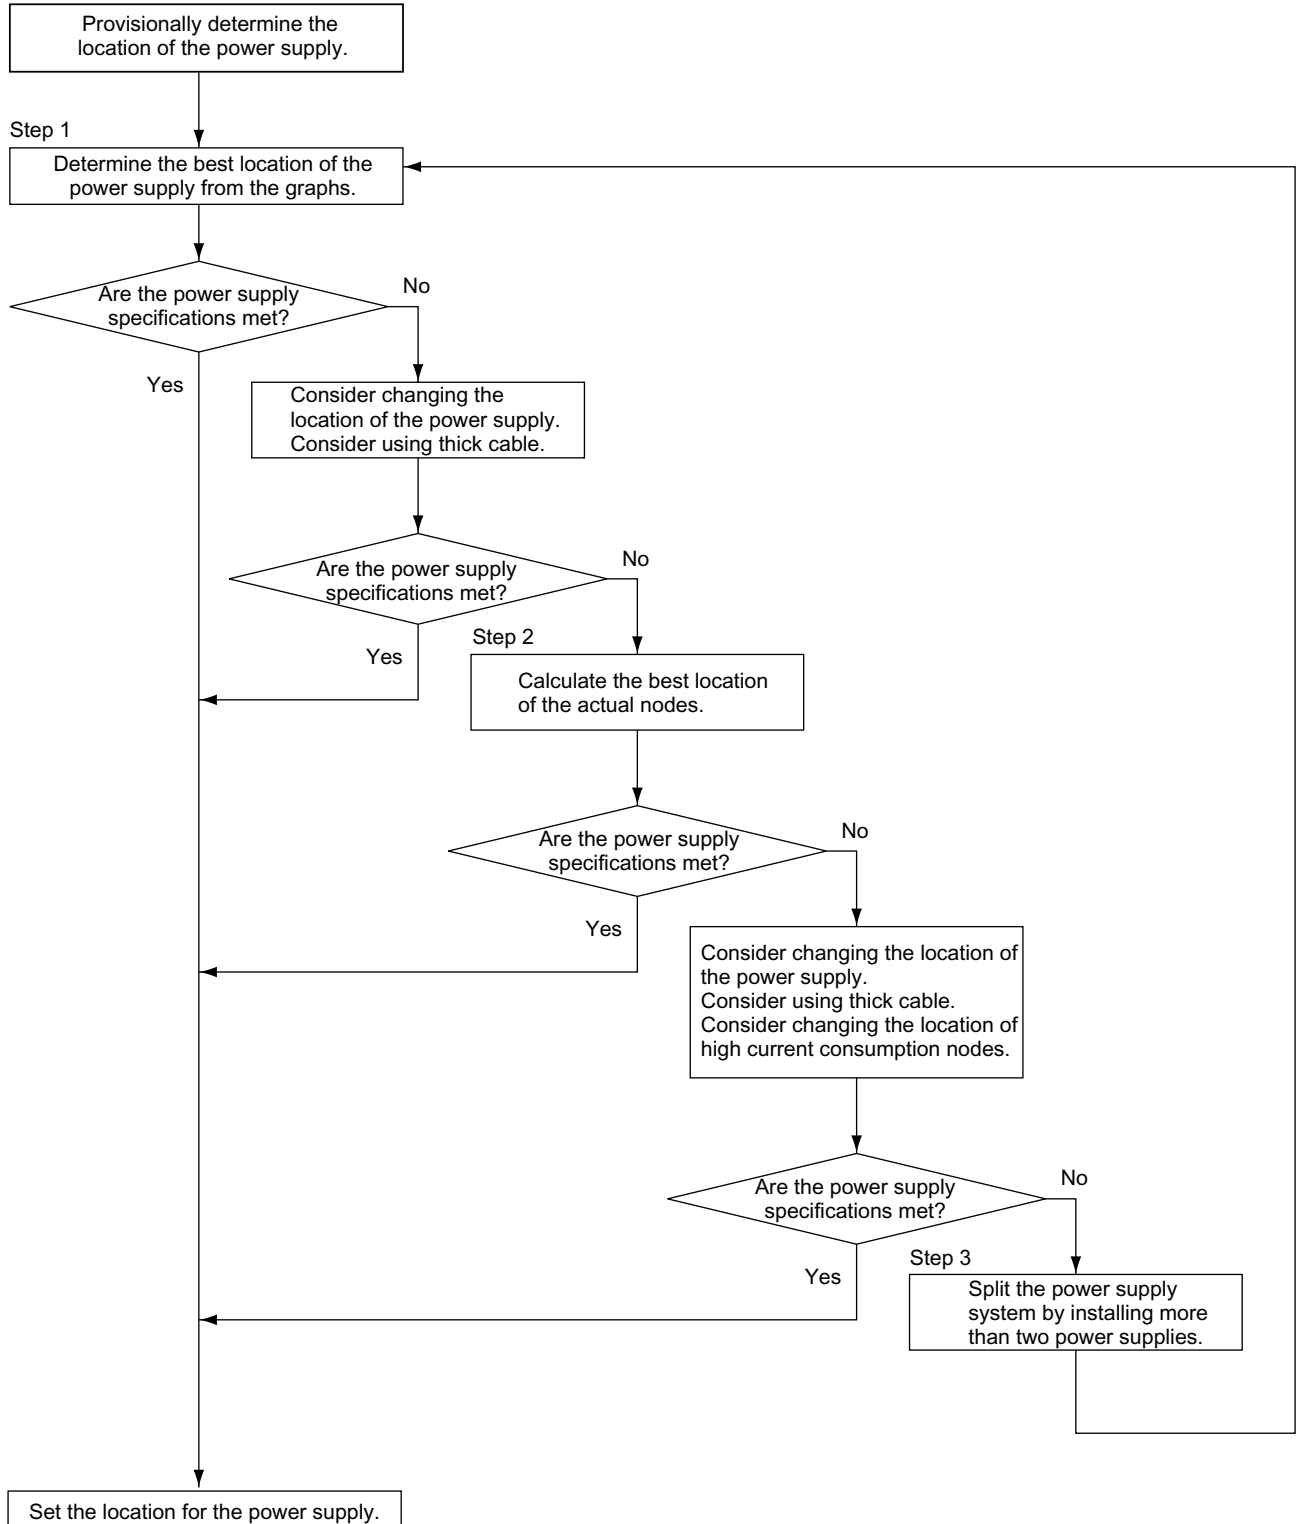 Provisionally determine the
location of the power supply.
Step 1
Determine the best location of the
power supply from the graphs.
Are the power supply
specifications met?
No
Yes
Consider changing the
location of the power supply.
Consider using thick cable.
Are the power supply
specifications met?
No
Yes
Step 2
Calculate the best location
of the actual nodes.
Are the power supply
specifications met?
No
Yes
Consider changing the location of
the power supply.
Consider using thick cable.
Consider changing the location of
high current consumption nodes.
Are the power supply
specifications met?
No
Yes
Step 3
Split the power supply
system by installing more
than two power supplies.
Set the location for the power supply.